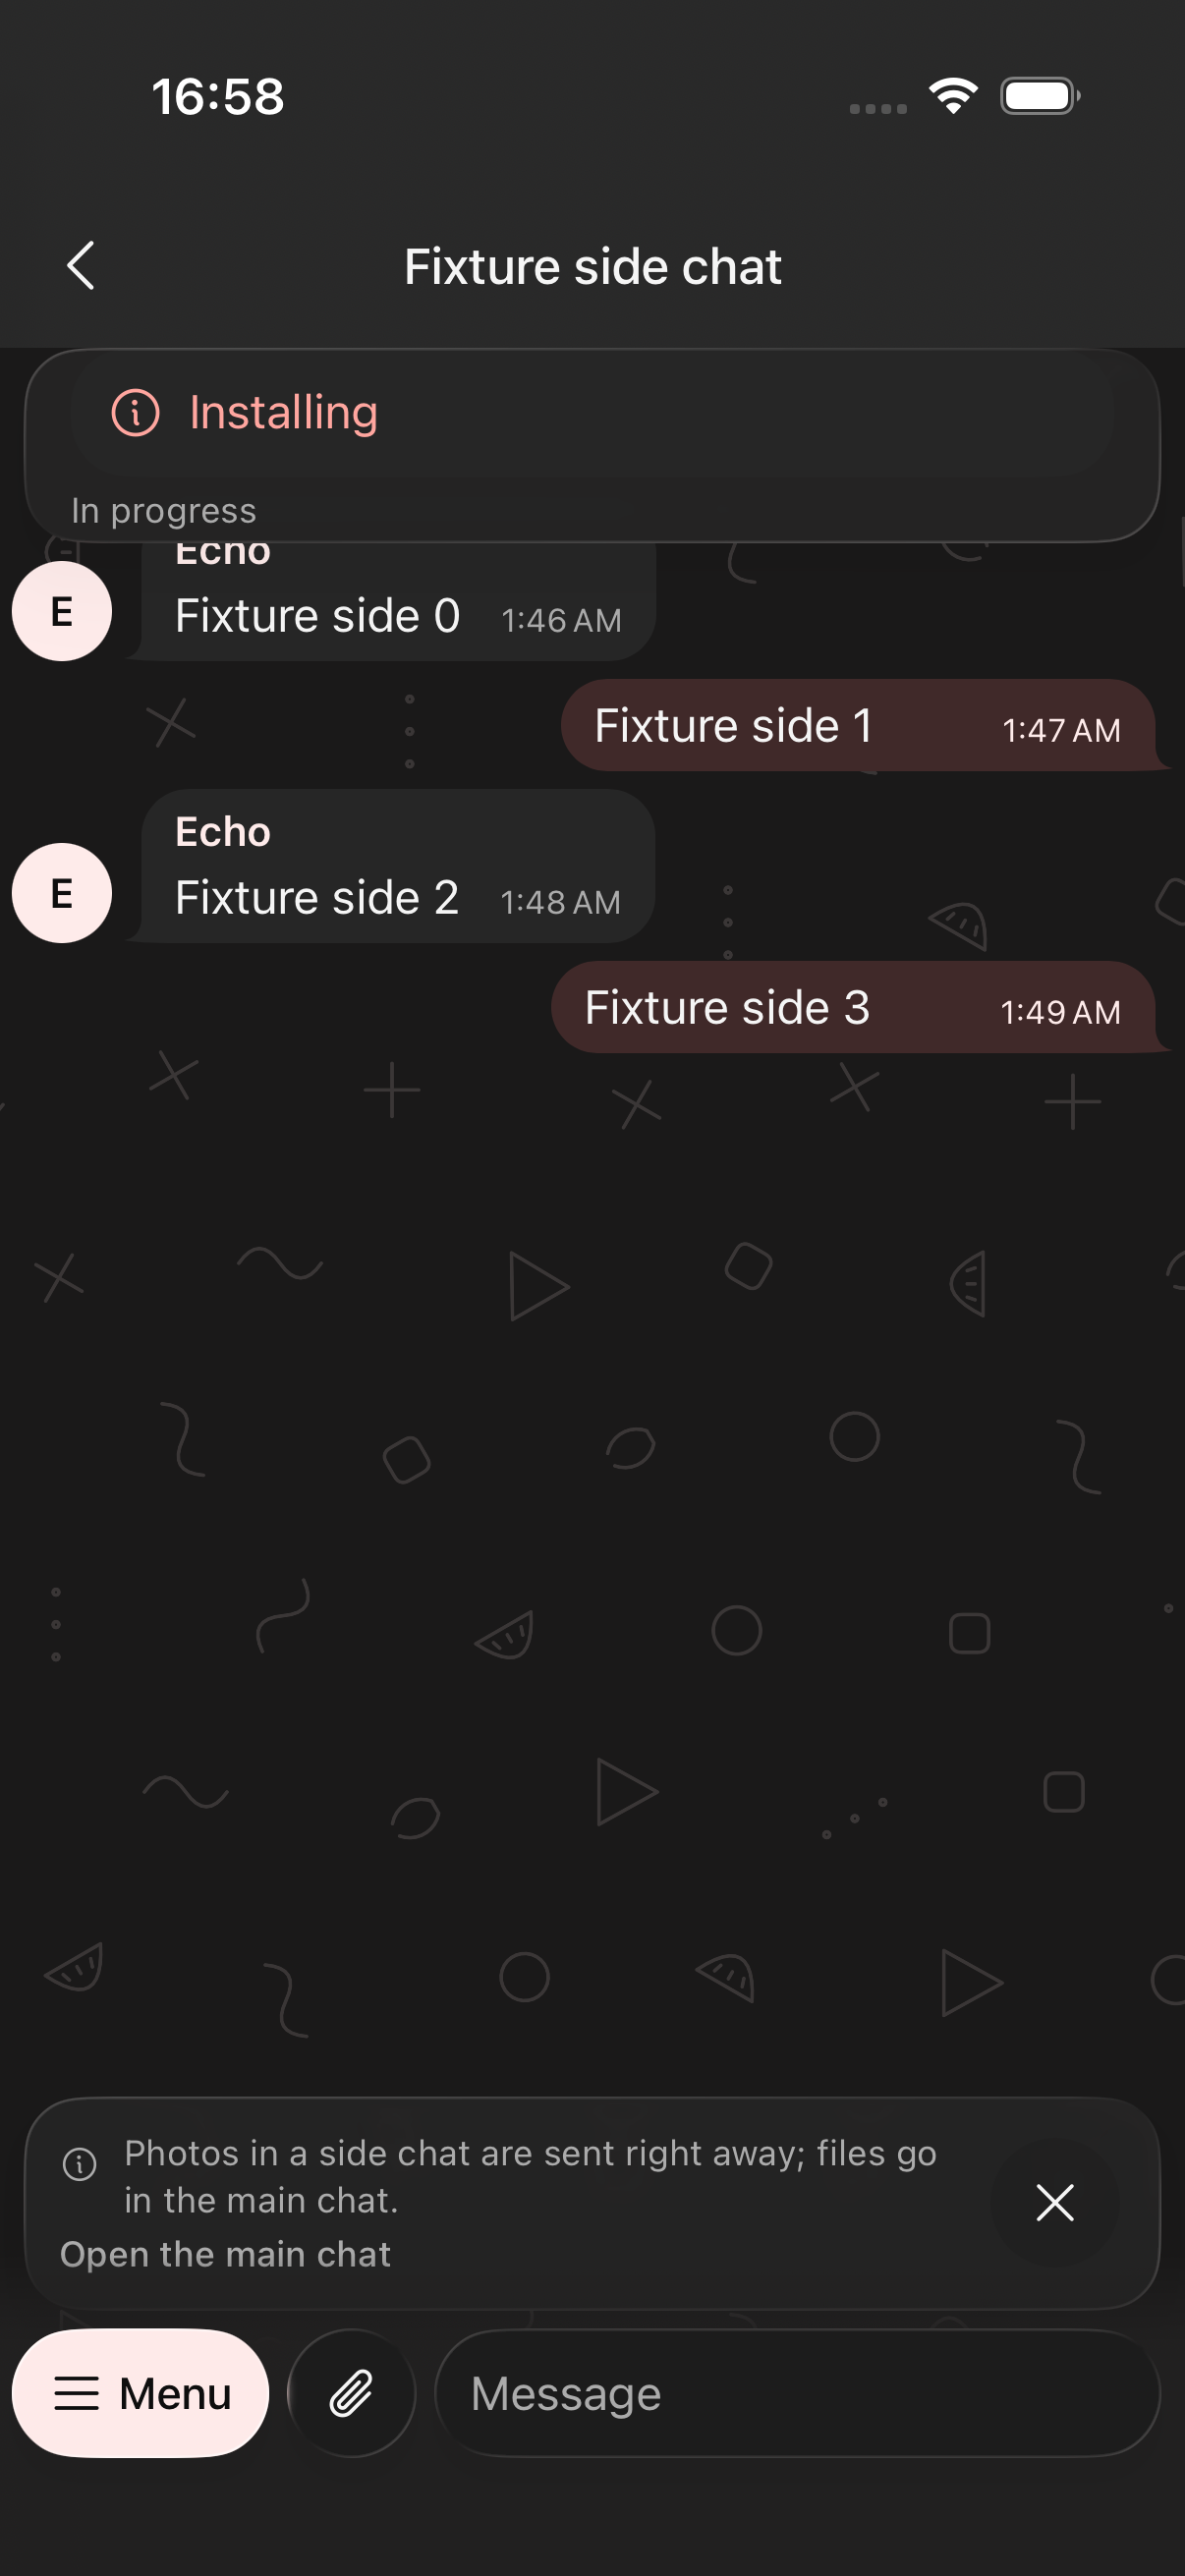 16:58
Fixture side chat
Installing
In progress
Echo
E
Fixture side 0 1:46 AM
Fixture side 1 1:47 AM
Echo
E
Fixture side 2 1:48 AM
Fixture side 3 1:49 AM
Photos in a side chat are sent right away; files go
in the main chat.
Open the main chat
Menu
Message